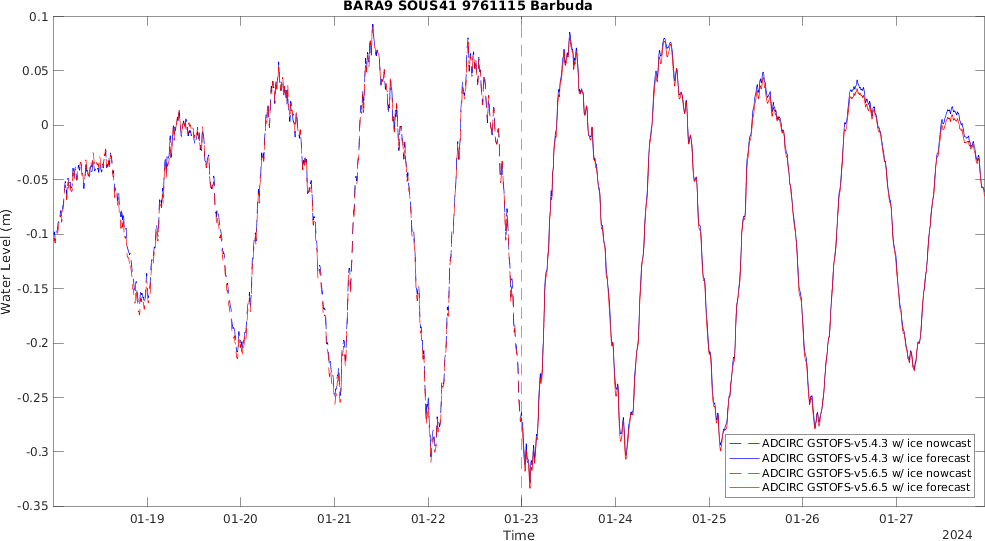 BARA9 SOUS41 9761115 Barbuda
0.1
0.05
0
-0.05
-0.1
-0.15
-0.2
-0.25
-0.3
-0.35
Water Level (m)
ADCIRC GSTOFS-v5.4.3 w/ ice nowcast
ADCIRC GSTOFS-v5.4.3 w/ ice forecast
ADCIRC GSTOFS-v5.6.5 w/ ice nowcast
ADCIRC GSTOFS-v5.6.5 w/ ice forecast
01-19 01-20 01-21 01-22 01-23 01-24 01-25 01-26 01-27
Time
2024